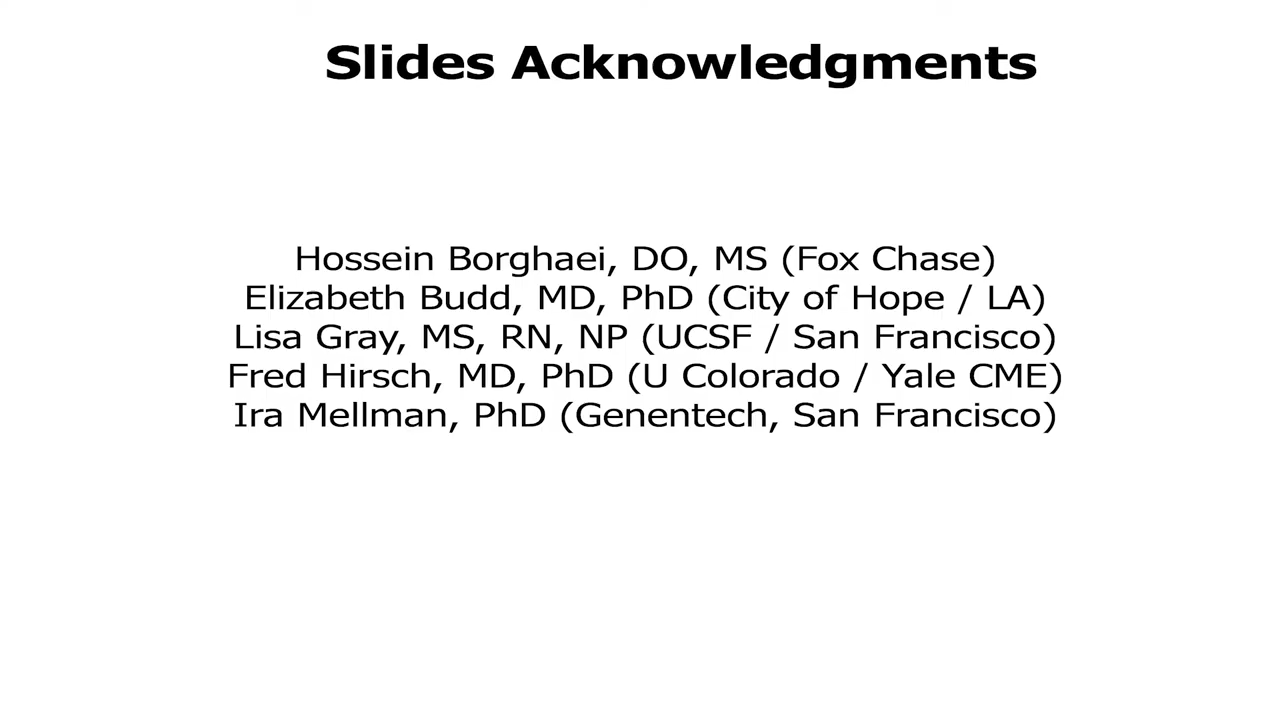 Slides Acknowledgments
Hossein Borghaei, DO, MS (Fox Chase)
Elizabeth Budd, MD, PhD (City of Hope / LA)
Lisa Gray, MS, RN, NP (UCSF / San Francisco)
Fred Hirsch, MD, PhD (U Colorado / Yale CME)
Ira Mellman, PhD (Genentech, San Francisco)